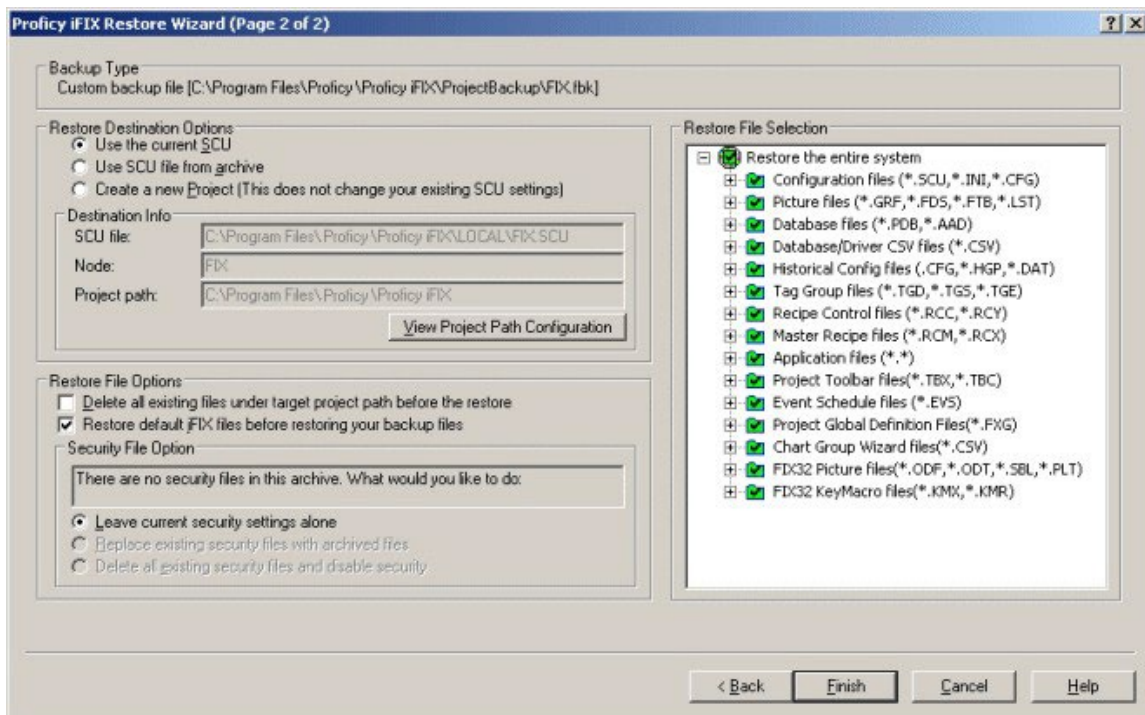 Proficy iFIX Restore Wizard (Page 2 of 2)
Backup Type
Custom backup file [C:\Program Files\Proficy\Proficy iFIX\ProjectBackup\FIX.fbk]
Restore Destination Options
Use the current SCU
Use SCU file from archive
Create a new Project (This does not change your existing SCU settings)
Destination Info
SCU file: C:\Program Files\Proficy\Proficy iFIX\LOCAL\FIX.SCU
Node: FIX
Project path: C:\Program Files\Proficy\Proficy iFIX
View Project Path Configuration
Restore File Options
Delete all existing files under target project path before the restore
Restore default iFIX files before restoring your backup files
Security File Option
There are no security files in this archive. What would you like to do:
Leave current security settings alone
Replace existing security files with archived files
Delete all existing security files and disable security
Restore File Selection
Restore the entire system
Configuration files (*.SCU,*.INI,*.CFG)
Picture files (*.GRF,*.FDS,*.FTB,*.LST)
Database files (*.PDB,*.AAD)
Database/Driver CSV files (*.CSV)
Historical Config files (.CFG,*.HGP,*.DAT)
Tag Group files (*.TGD,*.TGS,*.TGE)
Recipe Control files (*.RCC,*.RCY)
Master Recipe files (*.RCM,*.RCX)
Application files (*.*)
Project Toolbar files(*.TBX,*.TBC)
Event Schedule files (*.EVS)
Project Global Definition Files(*.FXG)
Chart Group Wizard files(*.CSV)
FIX32 Picture files(*.ODF,*.ODT,*.SBL,*.PLT)
FIX32 KeyMacro files(*.KMX,*.KMR)
< Back
Finish
Cancel
Help